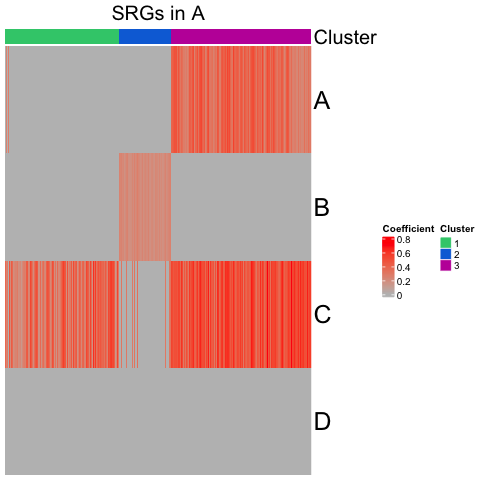 SRGs in A
Cluster
A
B
C
D
Coefficient
0.8
0.6
0.4
0.2
0
Cluster
1
2
3